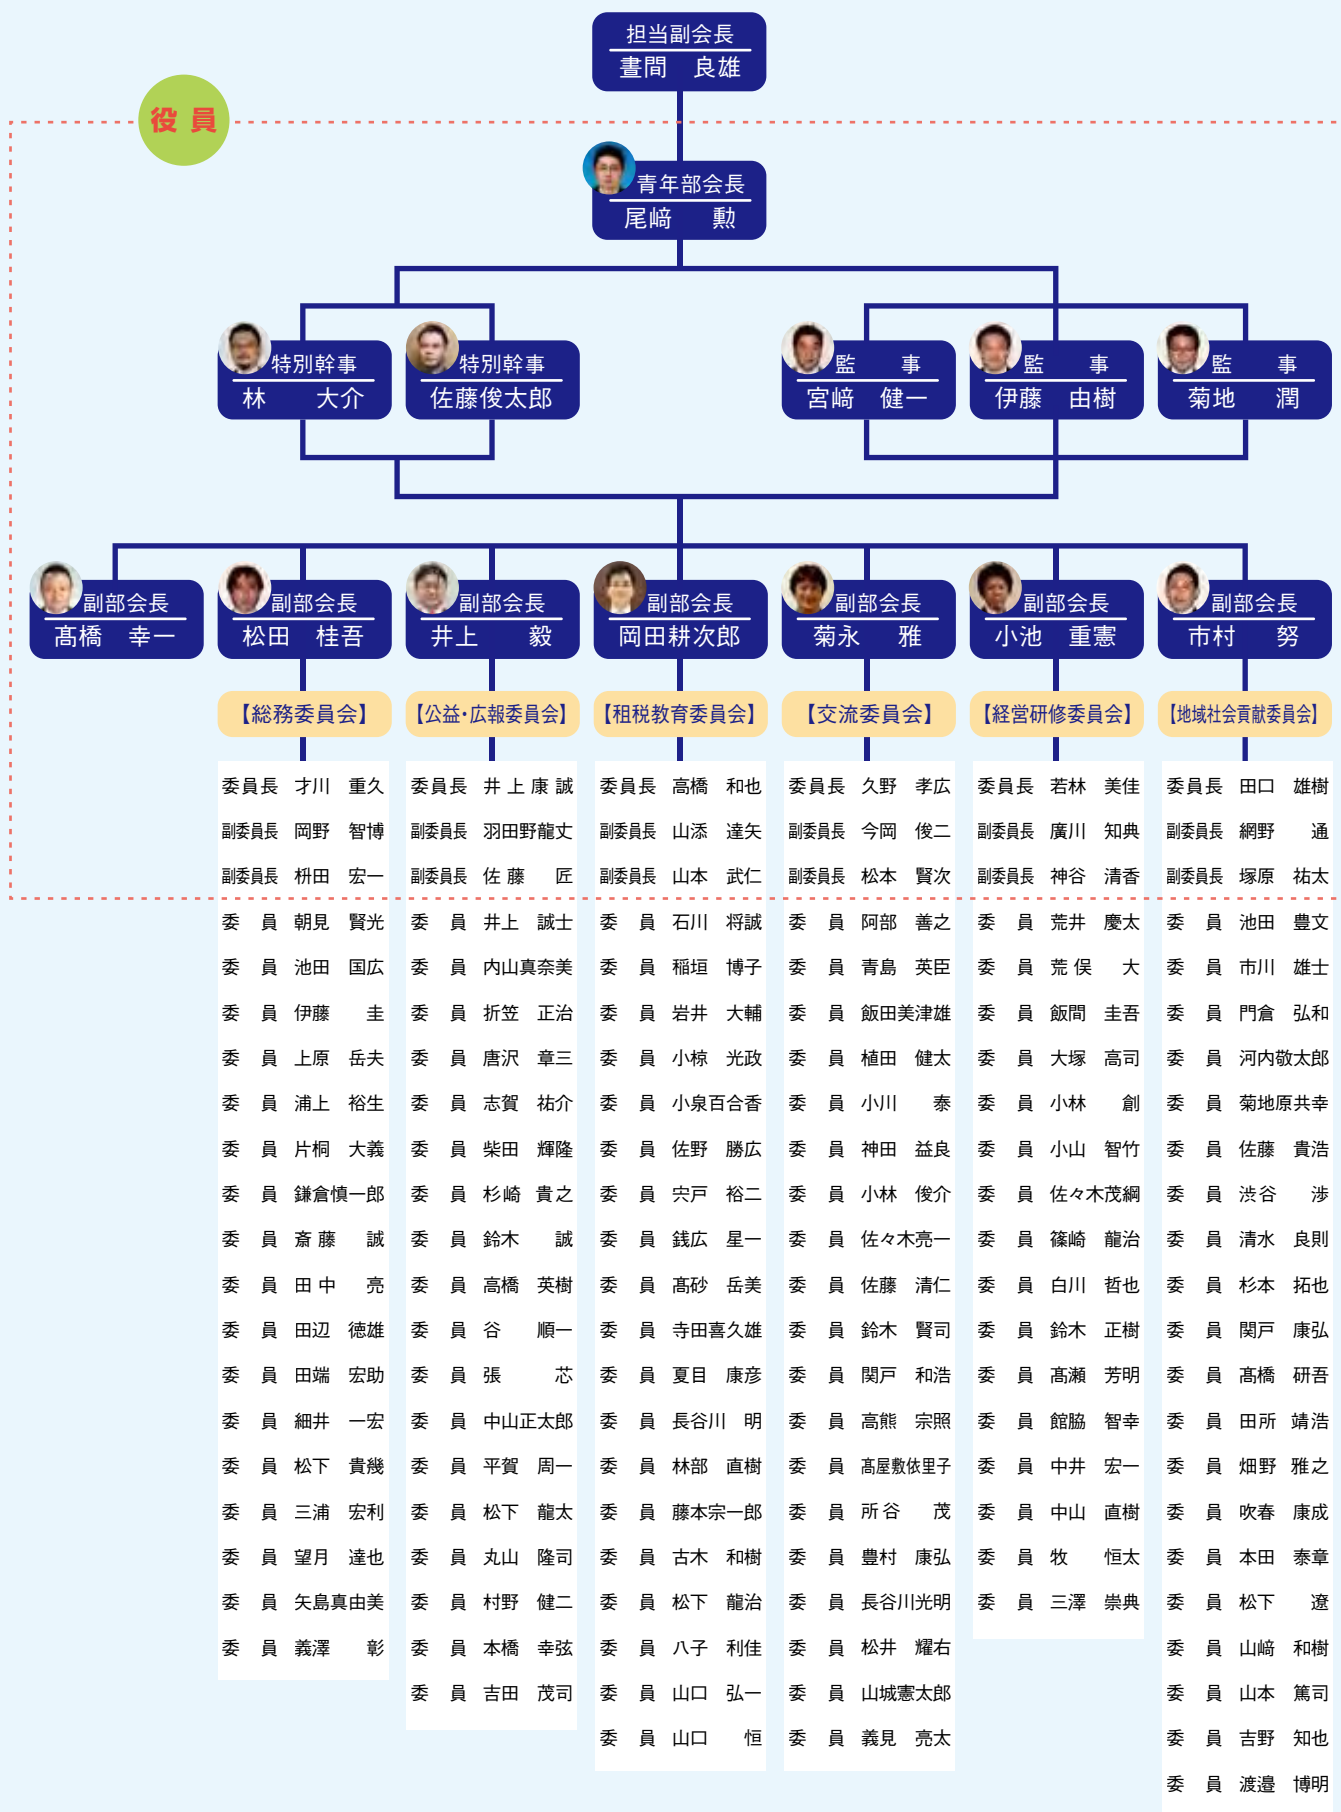 担当副会長
晝間　良雄
役員
青年部会長
尾﨑　勲
特別幹事
林　大介
特別幹事
佐藤俊太郎
監　事
宮﨑　健一
監　事
伊藤　由樹
監　事
菊地　潤
副部会長
髙橋　幸一
副部会長
松田　桂吾
副部会長
井上　毅
副部会長
岡田耕次郎
副部会長
菊永　雅
副部会長
小池　重憲
副部会長
市村　努
【総務委員会】
委員長　才川　重久
副委員長　岡野　智博
副委員長　枡田　宏一
委　員　朝見　賢光
委　員　池田　国広
委　員　伊藤　圭
委　員　上原　岳夫
委　員　浦上　裕生
委　員　片桐　大義
委　員　鎌倉慎一郎
委　員　斎藤　誠
委　員　田中　亮
委　員　田辺　徳雄
委　員　田端　宏助
委　員　細井　一宏
委　員　松下　貴幾
委　員　三浦　宏利
委　員　望月　達也
委　員　矢島真由美
委　員　義澤　彰
【公益・広報委員会】
委員長　井上康誠
副委員長　羽田野龍丈
副委員長　佐藤　匠
委　員　井上　誠士
委　員　内山真奈美
委　員　折笠　正治
委　員　唐沢　章三
委　員　志賀　祐介
委　員　柴田　輝隆
委　員　杉崎　貴之
委　員　鈴木　誠
委　員　高橋　英樹
委　員　谷　順一
委　員　張　芯
委　員　中山正太郎
委　員　平賀　周一
委　員　松下　龍太
委　員　丸山　隆司
委　員　村野　健二
委　員　本橋　幸弦
委　員　吉田　茂司
【租税教育委員会】
委員長　高橋　和也
副委員長　山添　達矢
副委員長　山本　武仁
委　員　石川　将誠
委　員　稲垣　博子
委　員　岩井　大輔
委　員　小椋　光政
委　員　小泉百合香
委　員　佐野　勝広
委　員　宍戸　裕二
委　員　銭広　星一
委　員　髙砂　岳美
委　員　寺田喜久雄
委　員　夏目　康彦
委　員　長谷川　明
委　員　林部　直樹
委　員　藤本宗一郎
委　員　古木　和樹
委　員　松下　龍治
委　員　八子　利佳
委　員　山口　弘一
委　員　山口　恒
【交流委員会】
委員長　久野　孝広
副委員長　今岡　俊二
副委員長　松本　賢次
委　員　阿部　善之
委　員　青島　英臣
委　員　飯田美津雄
委　員　植田　健太
委　員　小川　泰
委　員　神田　益良
委　員　小林　俊介
委　員　佐々木亮一
委　員　佐藤　清仁
委　員　鈴木　賢司
委　員　関戸　和浩
委　員　高熊　宗照
委　員　髙屋敷依里子
委　員　所谷　茂
委　員　豊村　康弘
委　員　長谷川光明
委　員　松井　耀右
委　員　山城憲太郎
委　員　義見　亮太
【経営研修委員会】
委員長　若林　美佳
副委員長　廣川　知典
副委員長　神谷　清香
委　員　荒井　慶太
委　員　荒俣　大
委　員　飯間　圭吾
委　員　大塚　高司
委　員　小林　創
委　員　小山　智竹
委　員　佐々木茂綱
委　員　篠崎　龍治
委　員　白川　哲也
委　員　鈴木　正樹
委　員　髙瀬　芳明
委　員　館脇　智幸
委　員　中井　宏一
委　員　中山　直樹
委　員　牧　恒太
委　員　三澤　崇典
【地域社会貢献委員会】
委員長　田口　雄樹
副委員長　網野　通
副委員長　塚原　祐太
委　員　池田　豊文
委　員　市川　雄士
委　員　門倉　弘和
委　員　河内敬太郎
委　員　菊地原共幸
委　員　佐藤　貴浩
委　員　渋谷　渉
委　員　清水　良則
委　員　杉本　拓也
委　員　関戸　康弘
委　員　髙橋　研吾
委　員　田所　靖浩
委　員　畑野　雅之
委　員　吹春　康成
委　員　本田　泰章
委　員　松下　遼
委　員　山﨑　和樹
委　員　山本　篤司
委　員　吉野　知也
委　員　渡邉　博明